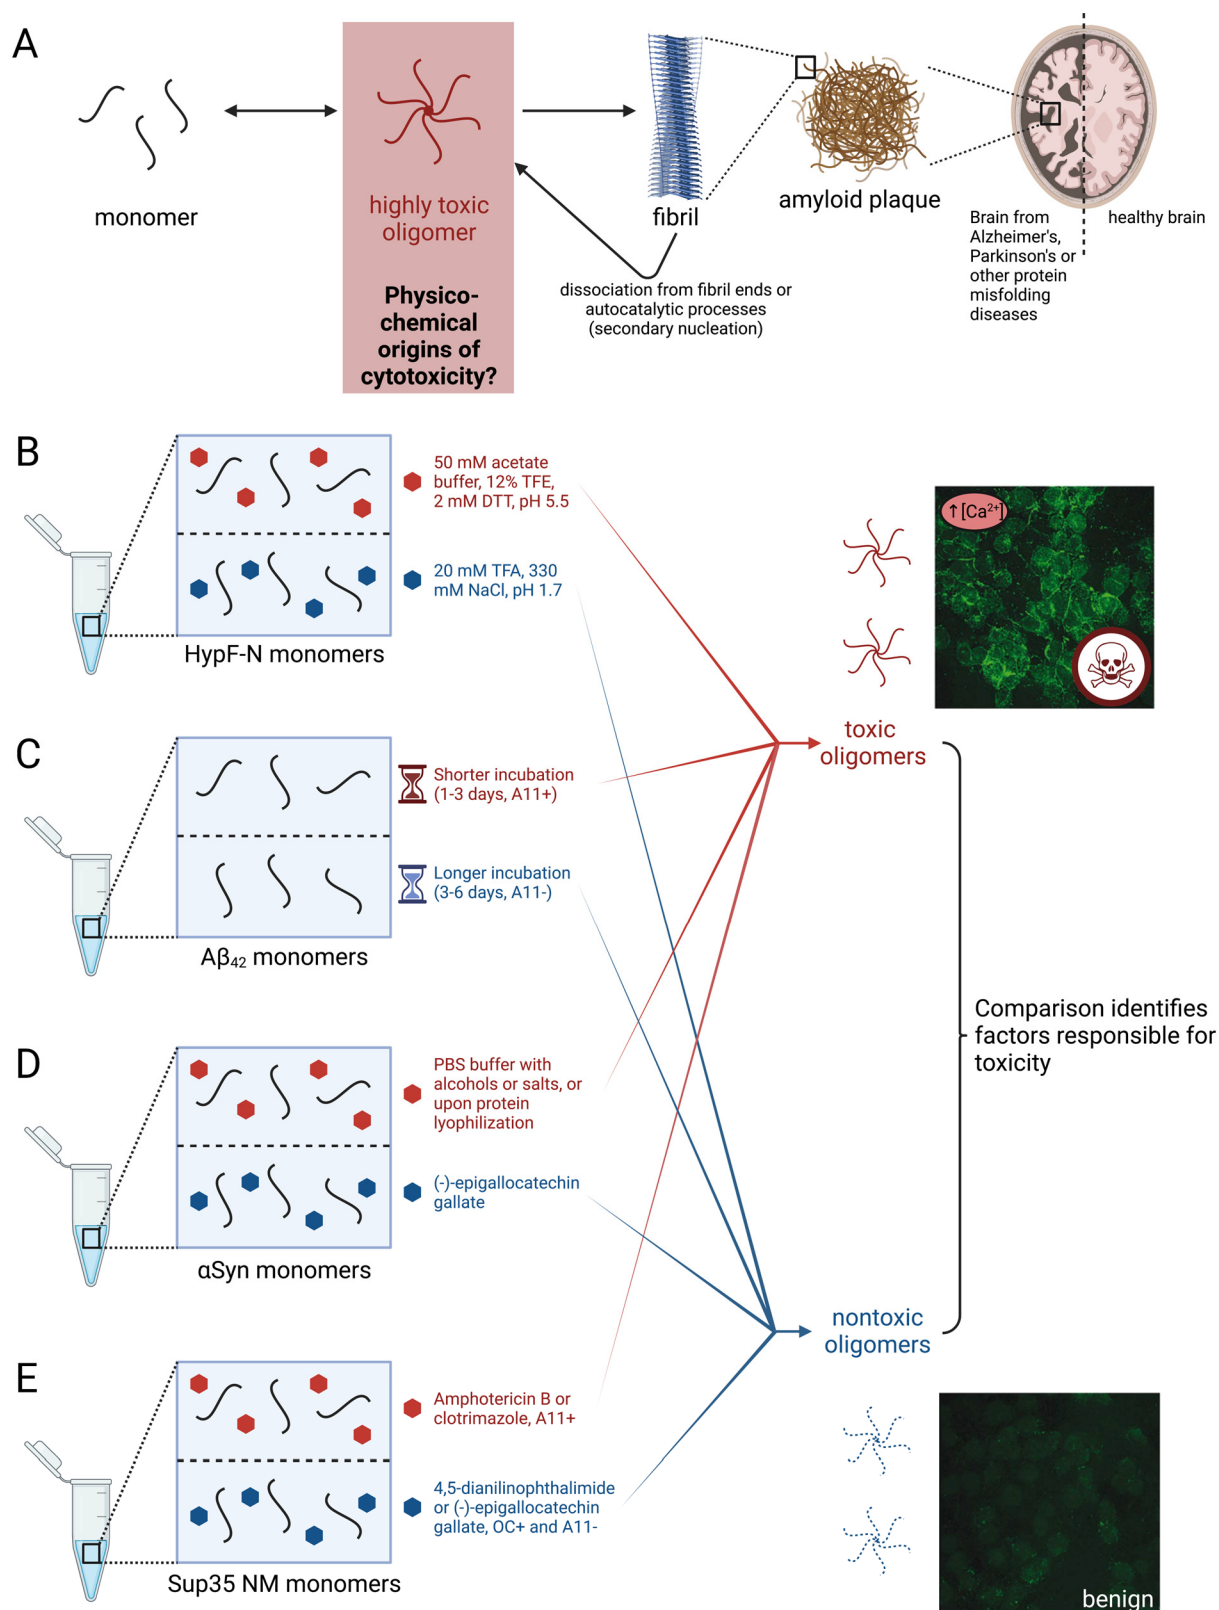 A
monomer
highly toxic
oligomer
Physico-
chemical
origins of
cytotoxicity?
fibril
dissociation from fibril ends or
autocatalytic processes
(secondary nucleation)
amyloid plaque
Brain from
Alzheimer's,
Parkinson's or
other protein
misfolding
diseases
healthy brain
B
50 mM acetate
buffer, 12% TFE,
2 mM DTT, pH 5.5
20 mM TFA, 330
mM NaCl, pH 1.7
HypF-N monomers
↑[Ca²⁺]
toxic
oligomers
C
Shorter incubation
(1-3 days, A11+)
Longer incubation
(3-6 days, A11-)
Aβ₄₂ monomers
Comparison identifies
factors responsible for
toxicity
D
PBS buffer with
alcohols or salts, or
upon protein
lyophilization
(-)-epigallocatechin
gallate
αSyn monomers
nontoxic
oligomers
E
Amphotericin B or
clotrimazole, A11+
4,5-dianilinophthalimide
or (-)-epigallocatechin
gallate, OC+ and A11-
Sup35 NM monomers
benign